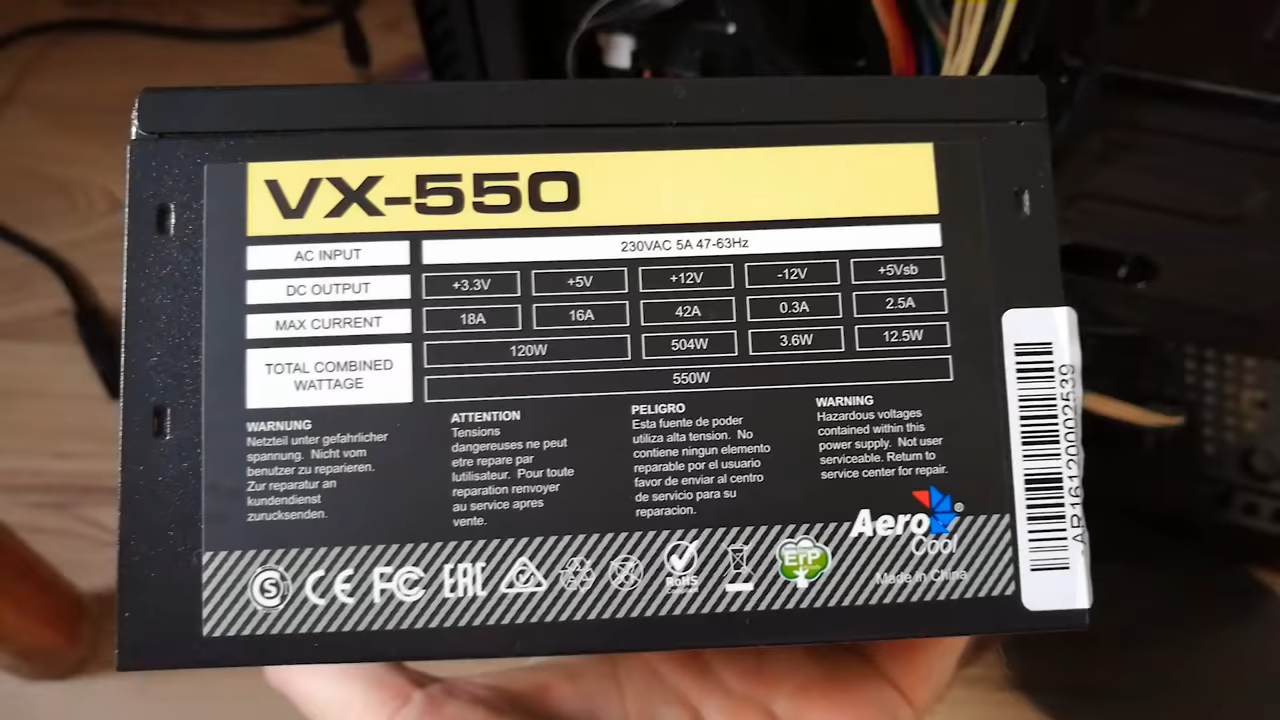 VX-550
AC INPUT 230VAC 5A 47-63Hz
DC OUTPUT +3.3V +5V +12V -12V +5Vsb
MAX CURRENT 18A 16A 42A 0.3A 2.5A
TOTAL COMBINED WATTAGE 120W 504W 3.6W 12.5W
550W
WARNUNG
Netzteil unter gefahrlicher
spannung. Nicht vom
benutzer zu reparieren.
Zur reparatur an
kundendienst
zurucksenden.
ATTENTION
Tensions
dangereuses ne peut
etre repare par
lutilisateur. Pour toute
reparation renvoyer
au service apres
vente.
PELIGRO
Esta fuente de poder
utiliza alta tension. No
contiene ningun elemento
reparable por el usuario
favor de enviar al centro
de servicio para su
reparacion.
WARNING
Hazardous voltages
contained within this
power supply. Not user
serviceable. Return to
service center for repair.
Aero
Cool
®
S CE FC EAC RoHS ErP
Made in China
AR16120002539